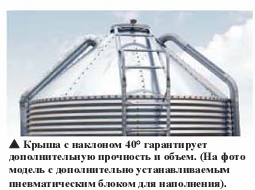 ▲ Крыша с наклоном 40° гарантирует
дополнительную прочность и объем. (На фото
модель с дополнительно устанавливаемым
пневматическим блоком для наполнения).